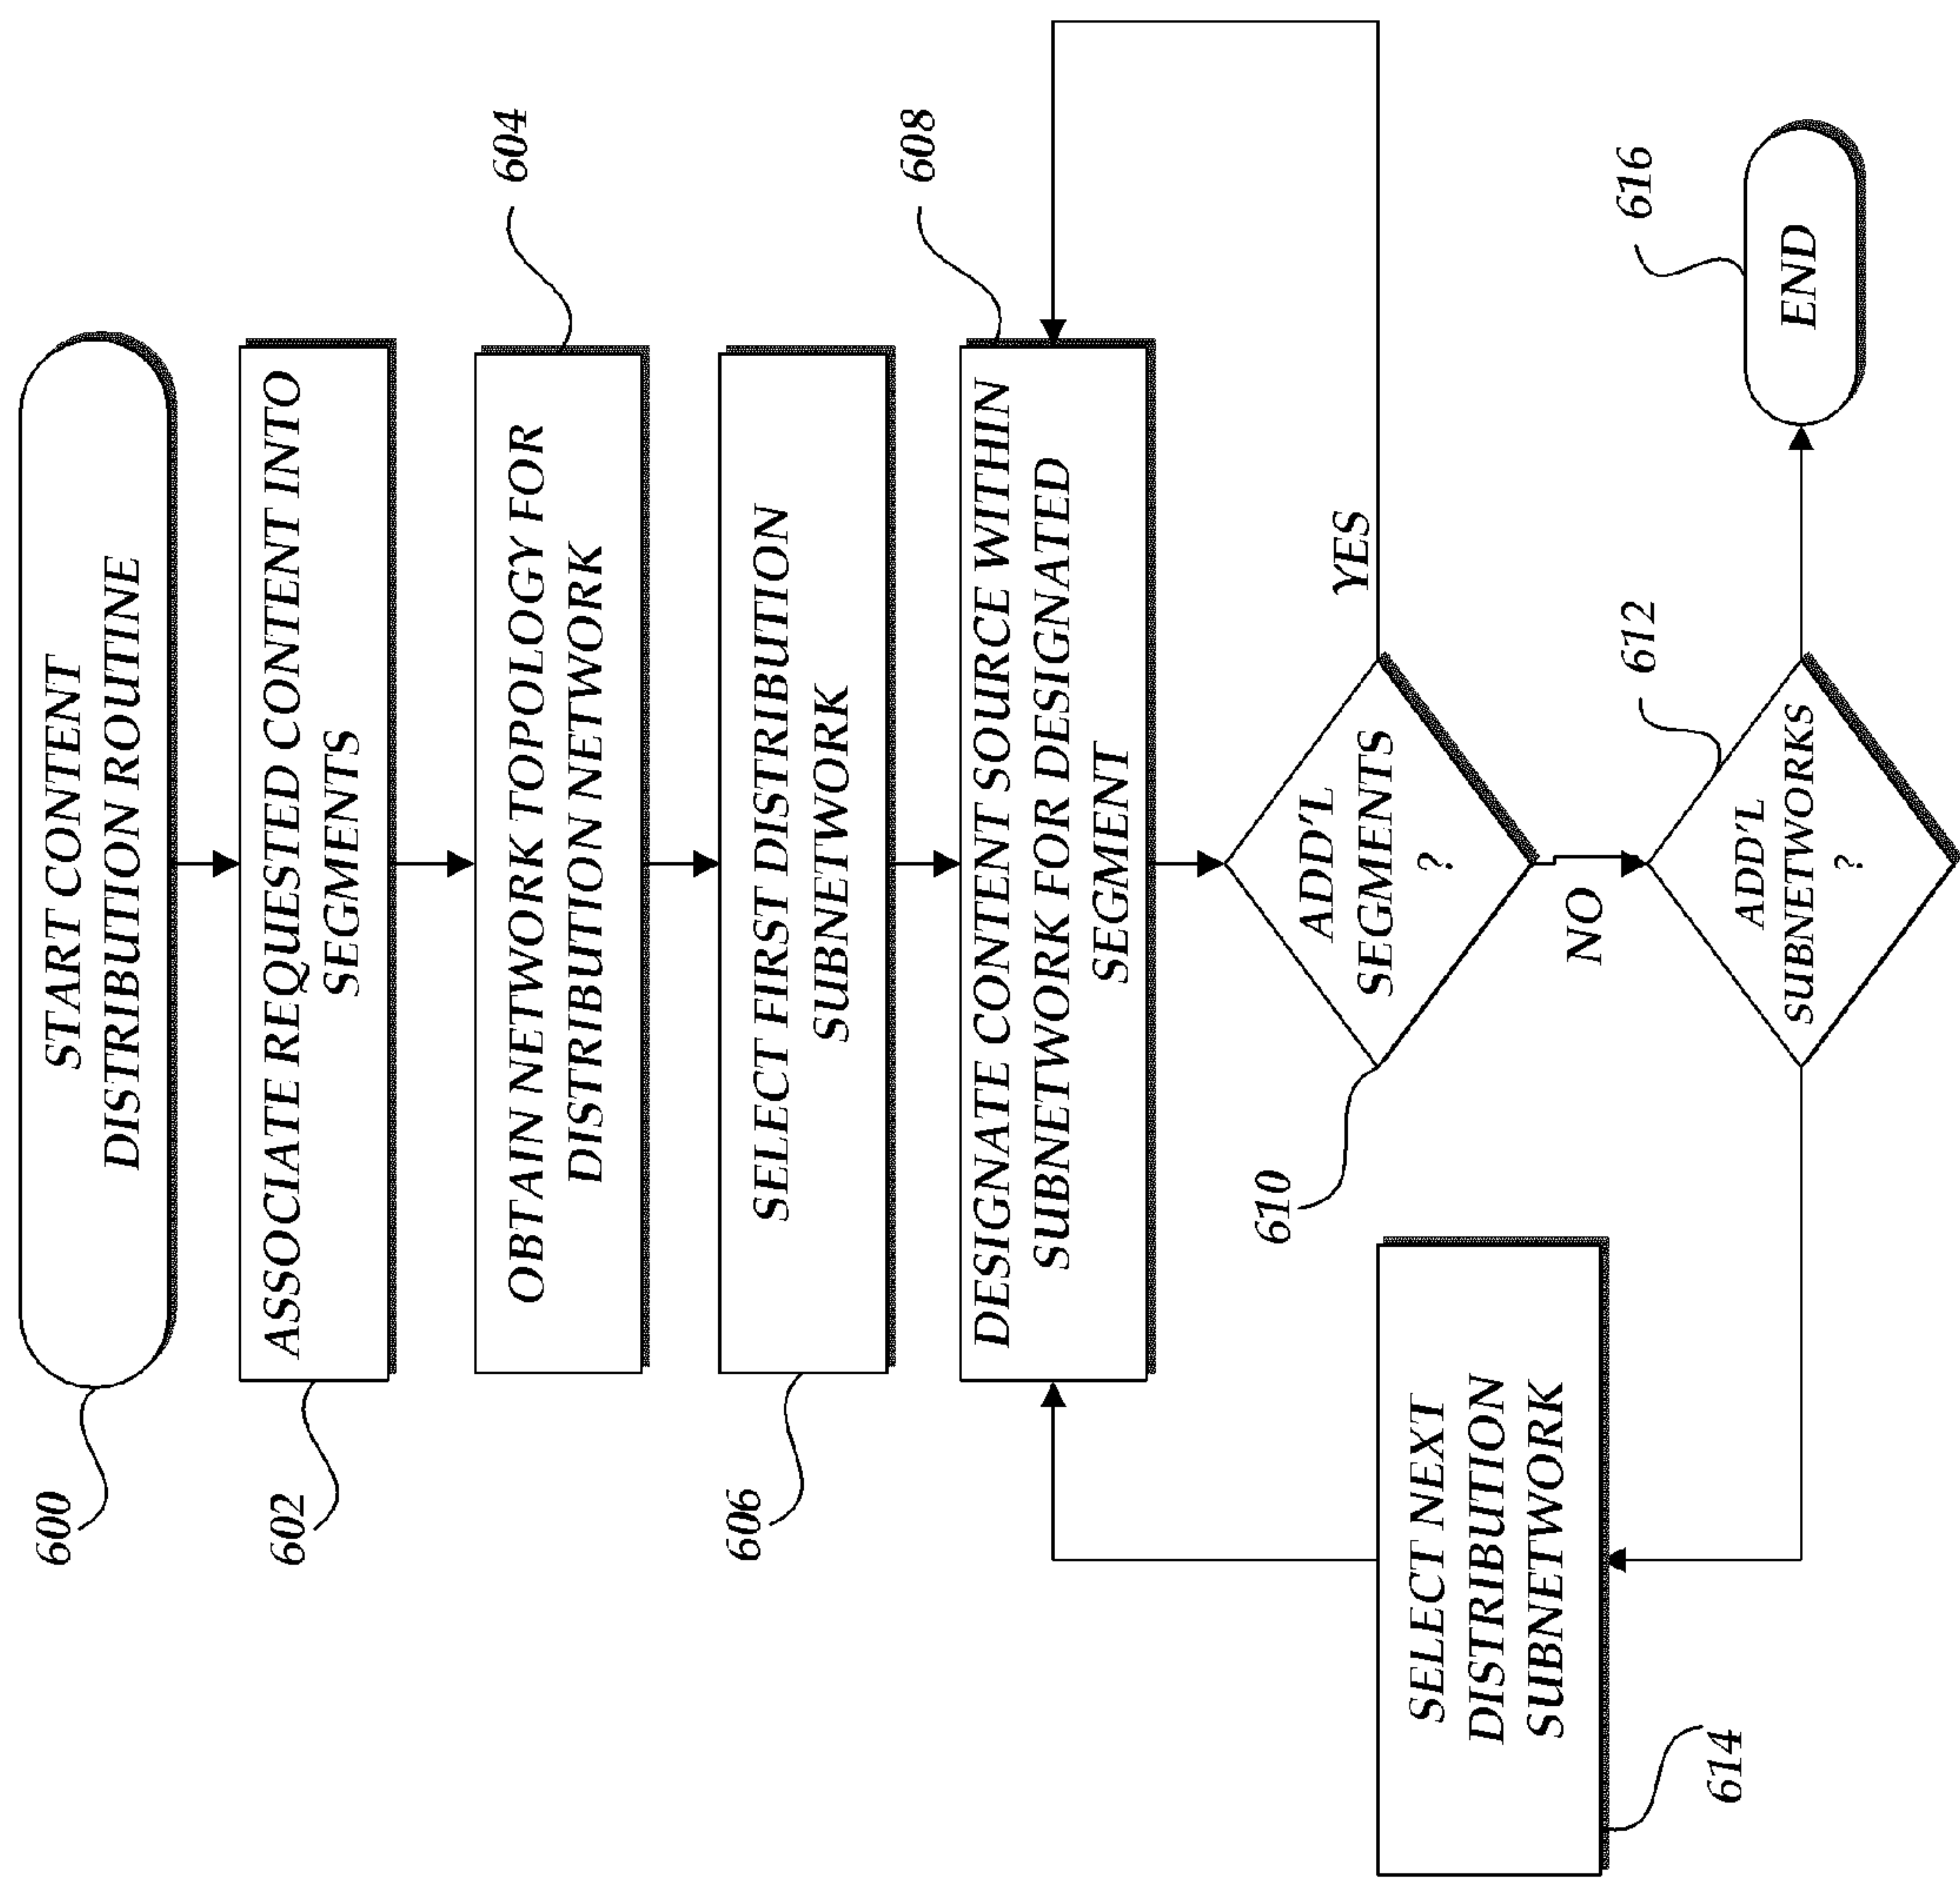 600
START CONTENT
DISTRIBUTION ROUTINE
602
ASSOCIATE REQUESTED CONTENT INTO
SEGMENTS
604
OBTAIN NETWORK TOPOLOGY FOR
DISTRIBUTION NETWORK
606
SELECT FIRST DISTRIBUTION
SUBNETWORK
608
DESIGNATE CONTENT SOURCE WITHIN
SUBNETWORK FOR DESIGNATED
SEGMENT
610
ADD'L
SEGMENTS
?
YES
NO
612
ADD'L
SUBNETWORKS
?
614
SELECT NEXT
DISTRIBUTION
SUBNETWORK
616
END